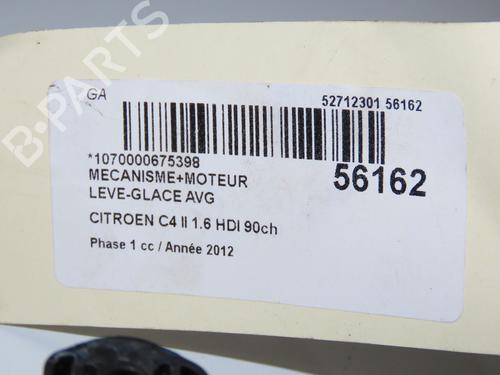 B-PARTS
GA
52712301 56162
*1070000675398
56162
MECANISME+MOTEUR
LEVE-GLACE AVG
CITROEN C4 II 1.6 HDI 90ch
Phase 1 cc / Année 2012